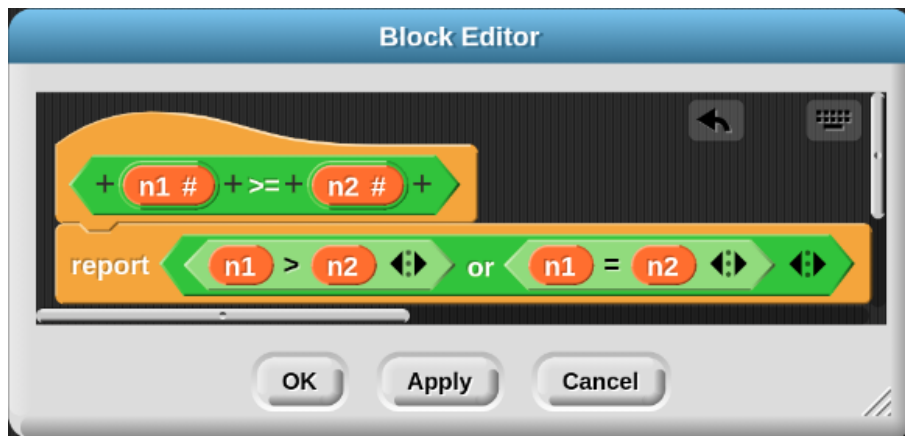 Block Editor
+ n1 # + >= + n2 # +
report n1 > n2 or n1 = n2
OK Apply Cancel